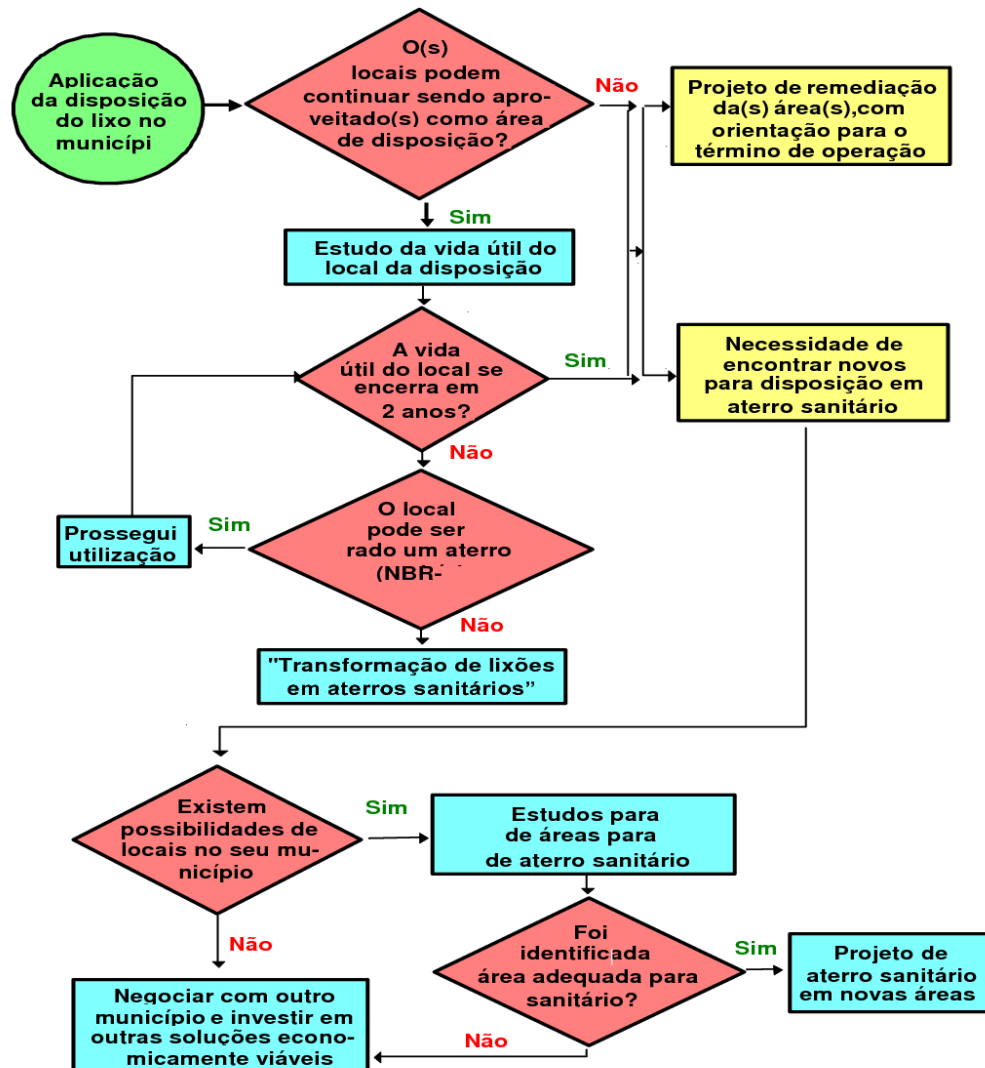 Aplicação
da disposição
do lixo no
municípi
O(s)
locais podem
continuar sendo apro-
veitado(s) como área
de disposição?
Não
Projeto de remediação
da(s) área(s),com
orientação para o
término de operação
Sim
Estudo da vida útil do
local da disposição
A vida
útil do local se
encerra em
2 anos?
Sim
Necessidade de
encontrar novos
para disposição em
aterro sanitário
Não
O local
pode ser
rado um aterro
(NBR-
Sim
Prossegui
utilização
Não
"Transformação de lixões
em aterros sanitários”
Existem
possibilidades de
locais no seu mu-
nicípio
Sim
Estudos para
de áreas para
de aterro sanitário
Não
Foi
identificada
área adequada para
sanitário?
Sim
Projeto de
aterro sanitário
em novas áreas
Negociar com outro
município e investir em
outras soluções econo-
micamente viáveis
Não